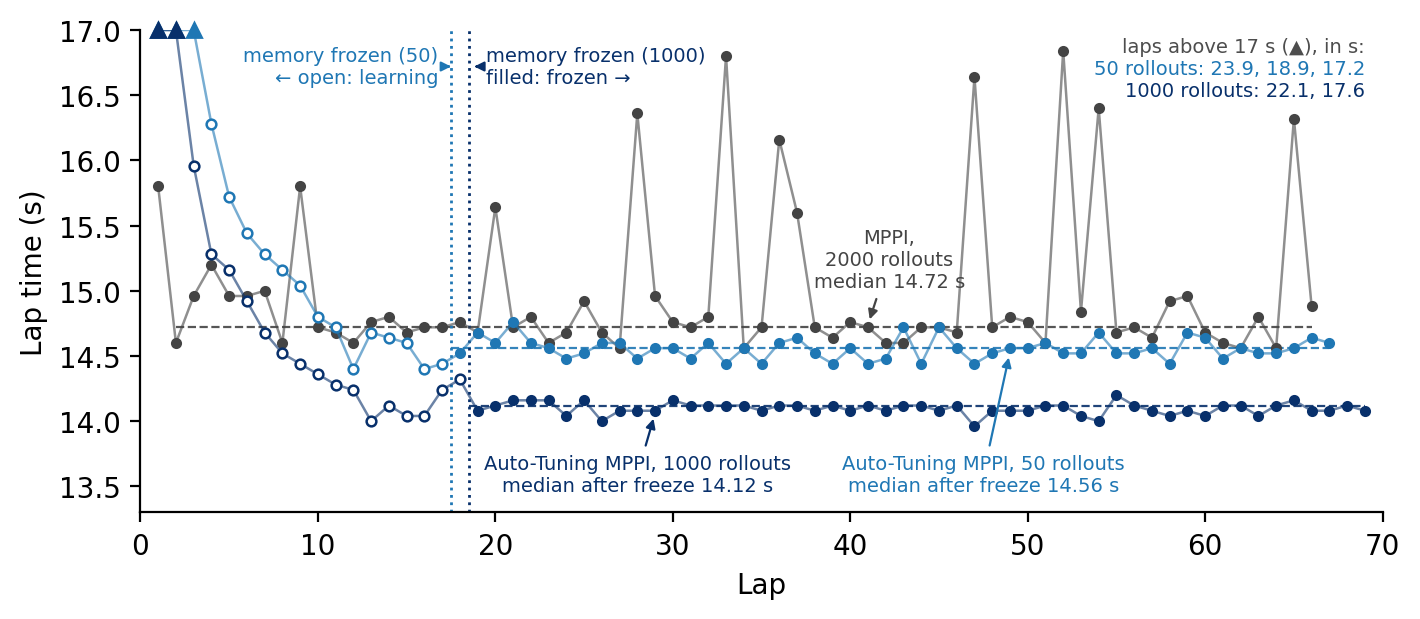 17.0
16.5
16.0
15.5
15.0
14.5
14.0
13.5
Lap time (s)
memory frozen (50)
← open: learning
memory frozen (1000)
filled: frozen →
laps above 17 s (▲), in s:
50 rollouts: 23.9, 18.9, 17.2
1000 rollouts: 22.1, 17.6
MPPI,
2000 rollouts
median 14.72 s
Auto-Tuning MPPI, 1000 rollouts
median after freeze 14.12 s
Auto-Tuning MPPI, 50 rollouts
median after freeze 14.56 s
0 10 20 30 40 50 60 70
Lap